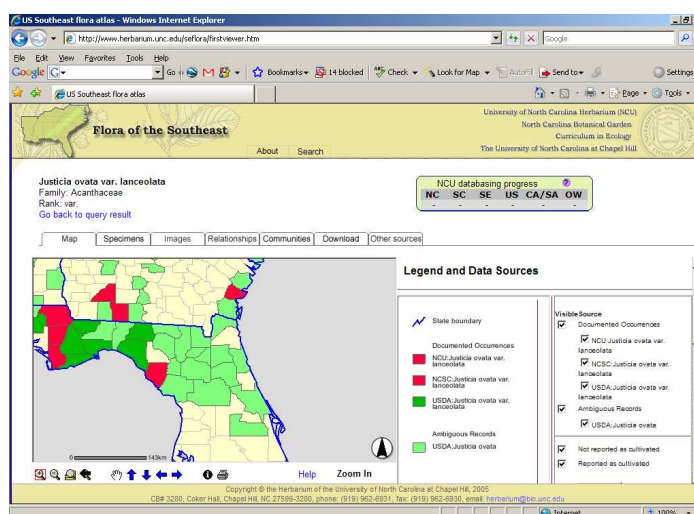 US Southeast flora atlas - Windows Internet Explorer
http://www.herbarium.unc.edu/seflora/firstviewer.htm
Google
File Edit View Favorites Tools Help
Google G Go Bookmarks 14 blocked Check Look for Map AutoFill Send to Settings
US Southeast flora atlas Page Tools
Flora of the Southeast
About Search
University of North Carolina Herbarium (NCU)
North Carolina Botanical Garden
Curriculum in Ecology
The University of North Carolina at Chapel Hill
Justicia ovata var. lanceolata
Family: Acanthaceae
Rank: var.
Go back to query result
NCU databasing progress ?
NC SC SE US CA/SA OW
- - - - - -
Map Specimens Images Relationships Communities Download Other sources
Legend and Data Sources
State boundary
Documented Occurrences
NCU:Justicia ovata var.
lanceolata
NCSC:Justicia ovata var.
lanceolata
USDA:Justicia ovata var.
lanceolata
Ambiguous Records
USDA:Justicia ovata
Visible Source
Documented Occurrences
NCU:Justicia ovata var.
lanceolata
NCSC:Justicia ovata var.
lanceolata
USDA:Justicia ovata var.
lanceolata
Ambiguous Records
USDA:Justicia ovata
Not reported as cultivated
Reported as cultivated
0 143km
Help Zoom In
Copyright © the Herbarium of the University of North Carolina at Chapel Hill, 2005
CB# 3280, Coker Hall, Chapel Hill, NC 27599-3280, phone: (919) 962-6931, fax: (919) 962-6930, email: herbarium@bio.unc.edu
Internet 100%